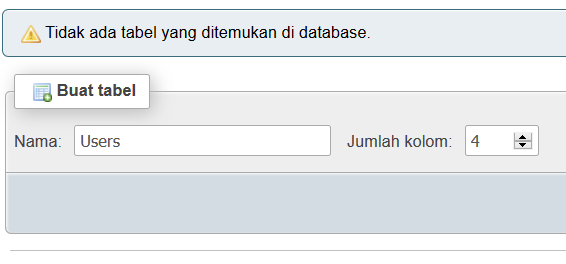 Tidak ada tabel yang ditemukan di database.
Buat tabel
Nama: Users Jumlah kolom: 4